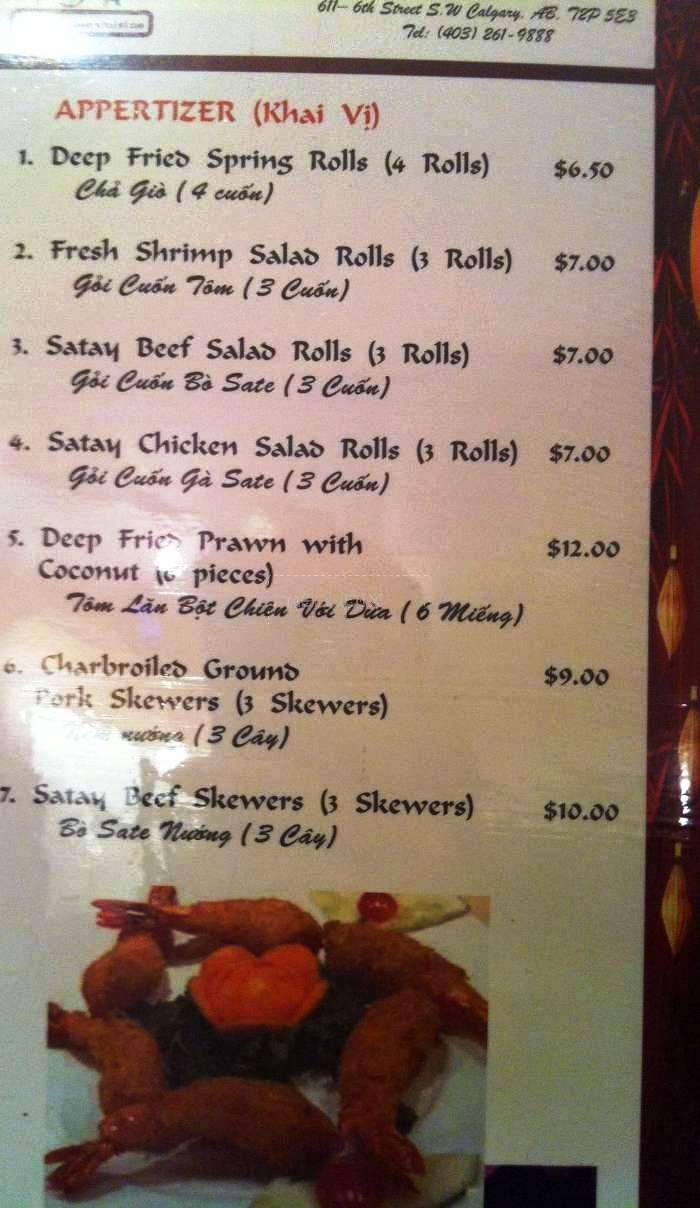 611- 6th Street S.W Calgary, AB, T2P 5E3
Tel: (403) 261-9888
APPERTIZER (Khai Vị)
1. Deep Fried Spring Rolls (4 Rolls) $6.50
Chả Giò (4 cuốn)
2. Fresh Shrimp Salad Rolls (3 Rolls) $7.00
Gỏi Cuốn Tôm (3 Cuốn)
3. Satay Beef Salad Rolls (3 Rolls) $7.00
Gỏi Cuốn Bò Sate (3 Cuốn)
4. Satay Chicken Salad Rolls (3 Rolls) $7.00
Gỏi Cuốn Gà Sate (3 Cuốn)
5. Deep Fried Prawn with $12.00
Coconut (6 pieces)
Tôm Lăn Bột Chiên Với Dừa (6 Miếng)
6. Charbroiled Ground $9.00
Pork Skewers (3 Skewers)
nướng (3 Cây)
7. Satay Beef Skewers (3 Skewers) $10.00
Bò Sate Nướng (3 Cây)